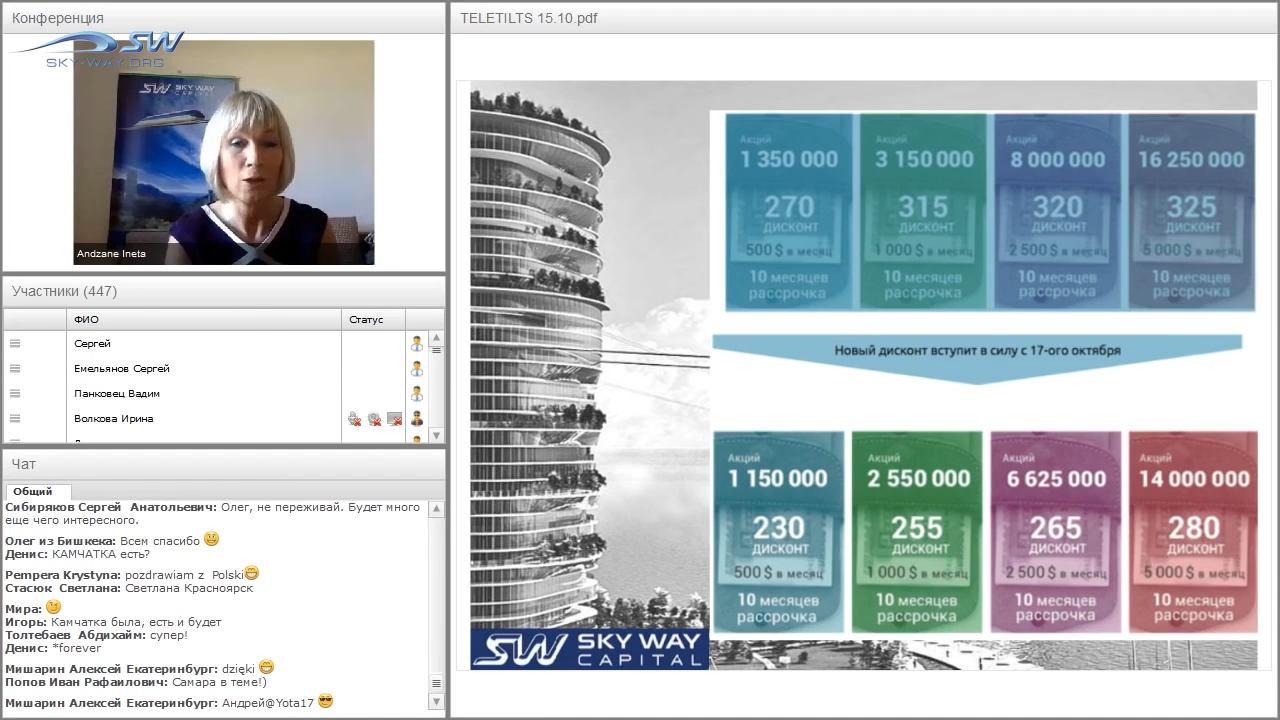 Конференция
SW
SKY-WAY.ORG
SW SKY WAY
CAPITAL
Andzane Ineta
Участники (447)
ФИО
Статус
Сергей
Емельянов Сергей
Панковец Вадим
Волкова Ирина
Чат
Общий
Сибиряков Сергей Анатольевич: Олег, не переживай. Будет много
еще чего интересного.
Олег из Бишкека: Всем спасибо
Денис: КАМЧАТКА есть?
Pempera Krystyna: pozdrawiam z Polski
Стасюк Светлана: Светлана Красноярск
Мира:
Игорь: Камчатка была, есть и будет
Толтебаев Абдихайм: супер!
Денис: *forever
Мишарин Алексей Екатеринбург: dzięki
Попов Иван Рафаилович: Самара в теме!)
Мишарин Алексей Екатеринбург: Андрей@Yota17
TELETILTS 15.10.pdf
Акций Акций Акций Акций
1 350 000 3 150 000 8 000 000 16 250 000
270 315 320 325
дисконт дисконт дисконт дисконт
500 $ в месяц 1 000 $ в месяц 2 500 $ в месяц 5 000 $ в месяц
10 месяцев 10 месяцев 10 месяцев 10 месяцев
рассрочка рассрочка рассрочка рассрочка
Новый дисконт вступит в силу с 17-ого октября
Акций Акций Акций Акций
1 150 000 2 550 000 6 625 000 14 000 000
230 255 265 280
дисконт дисконт дисконт дисконт
500 $ в месяц 1 000 $ в месяц 2 500 $ в месяц 5 000 $ в месяц
10 месяцев 10 месяцев 10 месяцев 10 месяцев
рассрочка рассрочка рассрочка рассрочка
SW SKY WAY
CAPITAL